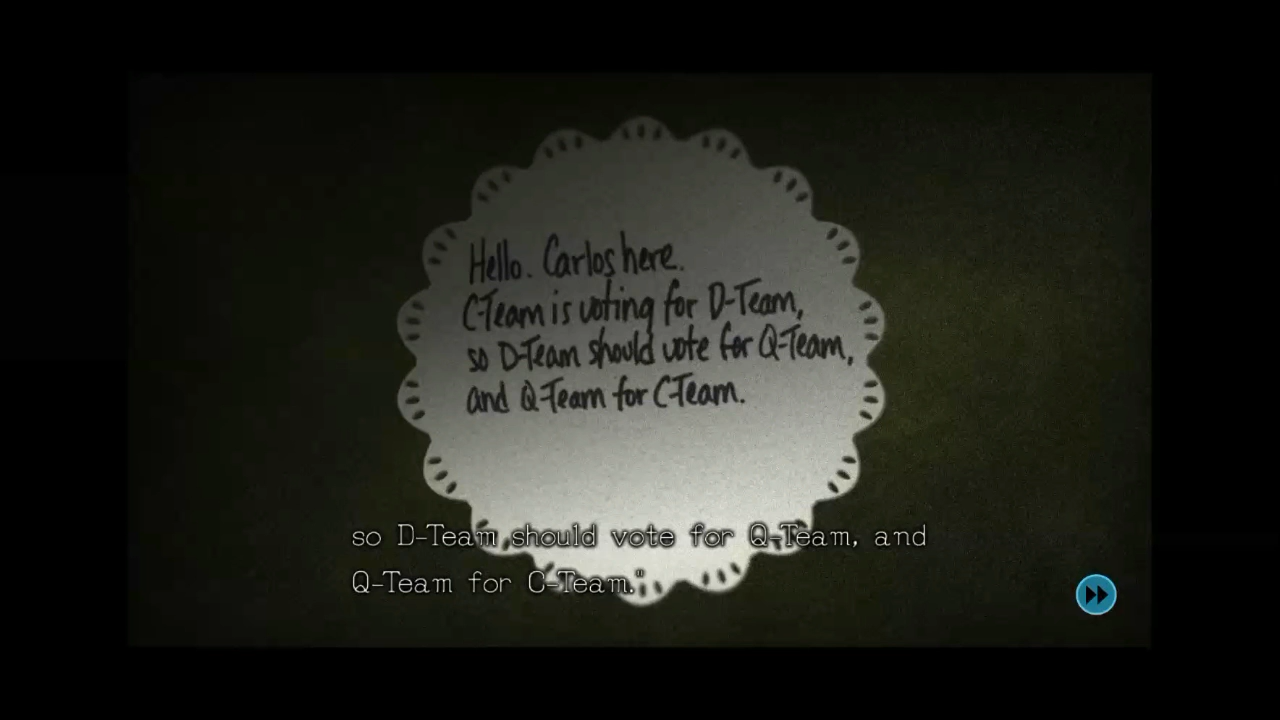 Hello. Carlos here.
C-Team is voting for D-Team,
so D-Team should vote for Q-Team,
and Q-Team for C-Team.
so D-Team should vote for Q-Team, and
Q-Team for C-Team."